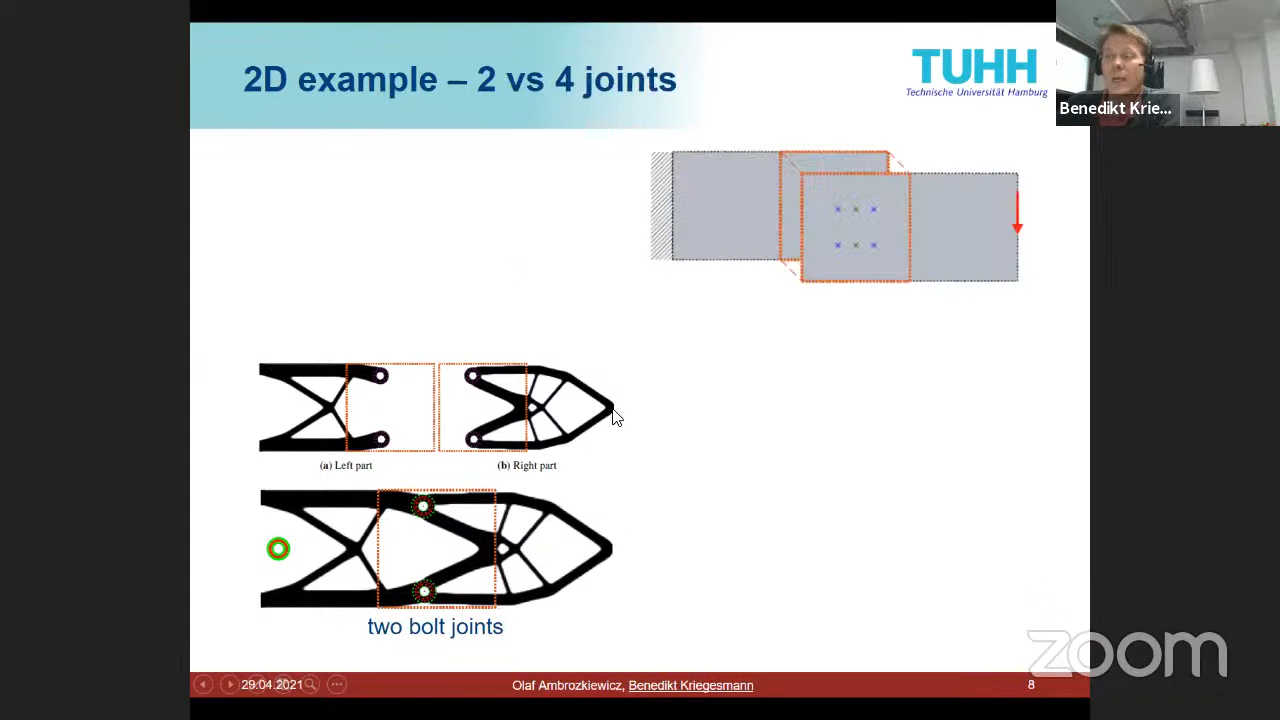 2D example – 2 vs 4 joints
TUHH
Technische Universität Hamburg
Benedikt Krie...
(a) Left part
(b) Right part
two bolt joints
29.04.2021
Olaf Ambrozkiewicz, Benedikt Kriegesmann
8
zoom